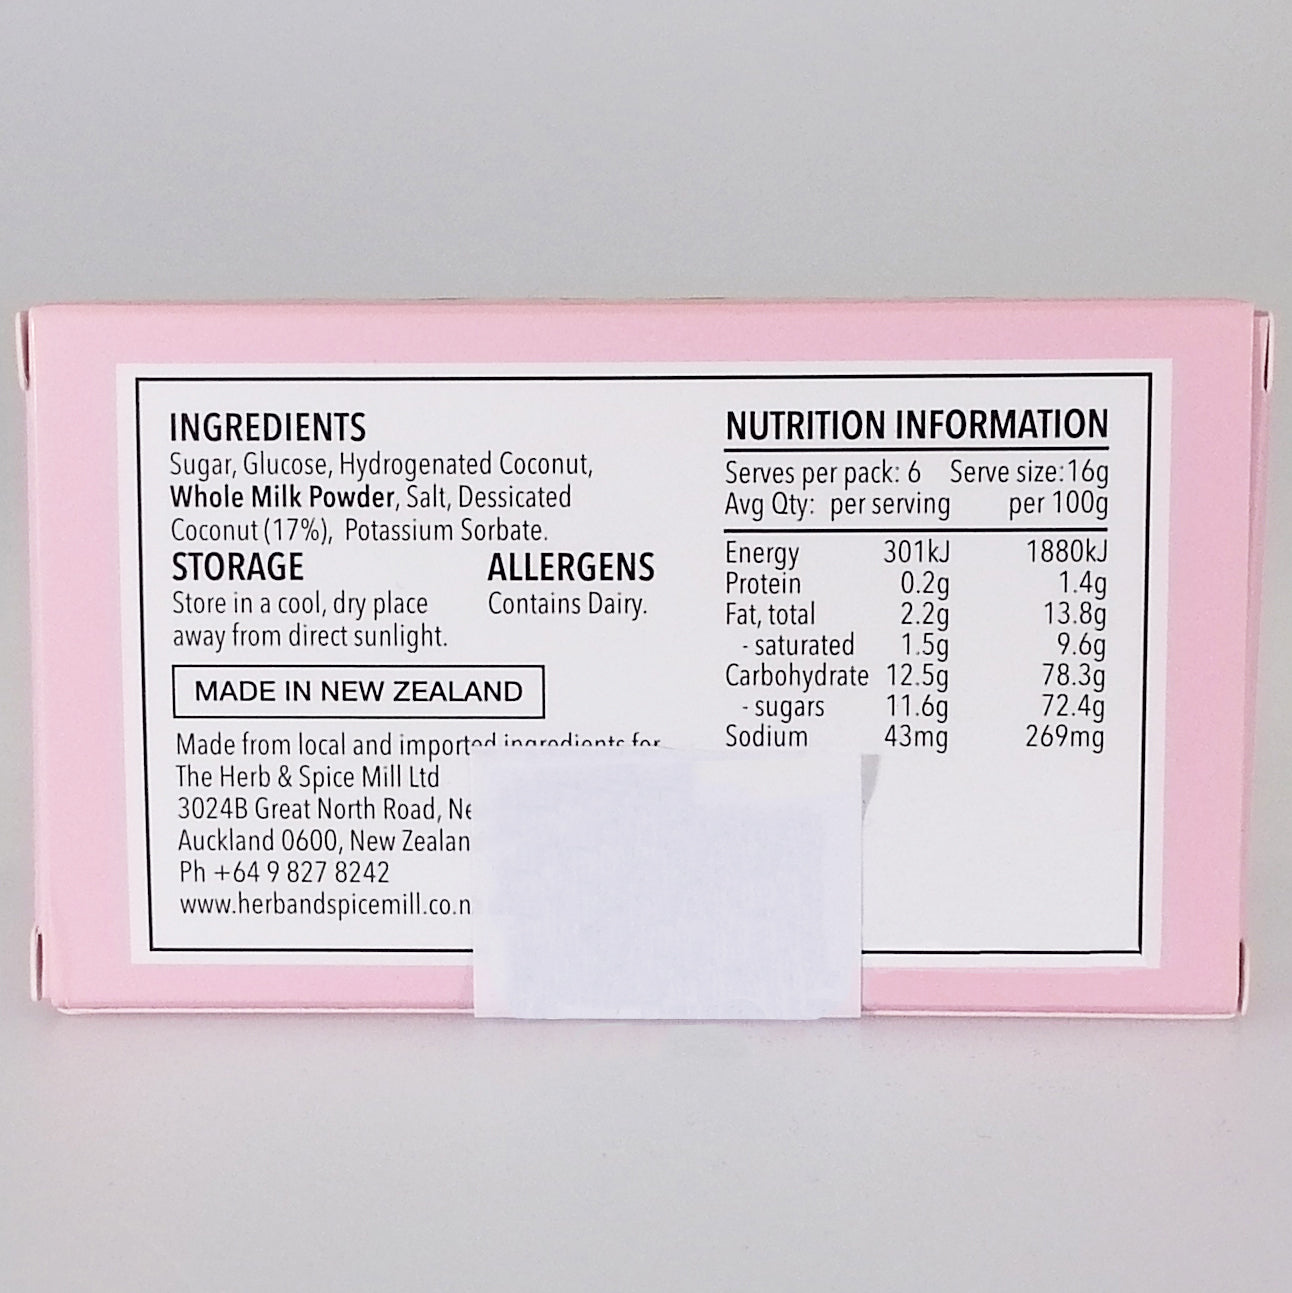 INGREDIENTS
Sugar, Glucose, Hydrogenated Coconut,
Whole Milk Powder, Salt, Dessicated
Coconut (17%), Potassium Sorbate.
STORAGE
Store in a cool, dry place
away from direct sunlight.
ALLERGENS
Contains Dairy.
MADE IN NEW ZEALAND
Made from local and imported ingredients for
The Herb & Spice Mill Ltd
3024B Great North Road,
Auckland 0600, New
Ph +64 9 827 8242
NUTRITION INFORMATION
Serves per pack: 6 Serve size:16g
Avg Qty: per serving per 100g
Energy 301kJ 1880kJ
Protein 0.2g 1.4g
Fat, total 2.2g 13.8g
- saturated 1.5g 9.6g
Carbohydrate 12.5g 78.3g
- sugars 11.6g 72.4g
Sodium 43mg 269mg